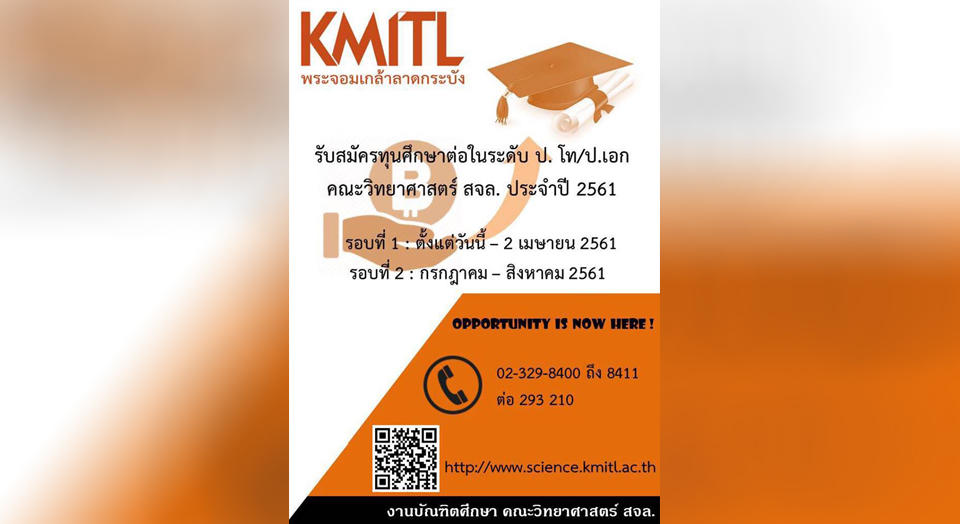 KMITL
พระจอมเกล้าลาดกระบัง
รับสมัครทุนศึกษาต่อในระดับ ป. โท/ป.เอก
คณะวิทยาศาสตร์ สจล. ประจำปี 2561
รอบที่ 1 : ตั้งแต่วันนี้ – 2 เมษายน 2561
รอบที่ 2 : กรกฎาคม – สิงหาคม 2561
OPPORTUNITY IS NOW HERE !
02-329-8400 ถึง 8411
ต่อ 293 210
http://www.science.kmitl.ac.th
งานบัณฑิตศึกษา คณะวิทยาศาสตร์ สจล.